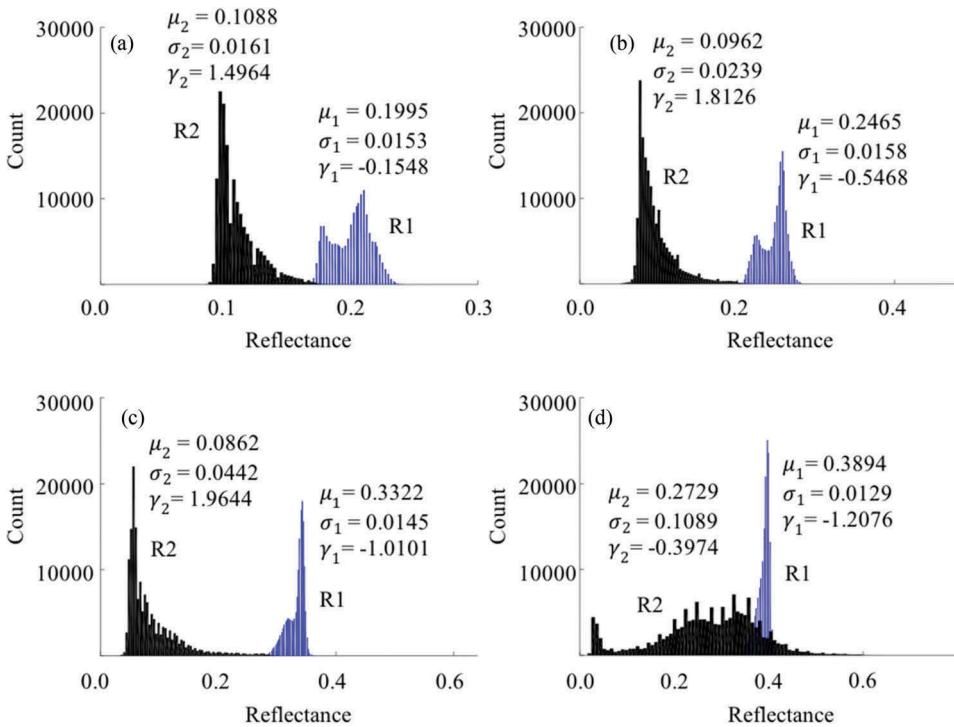 30000
(a)
μ₂ = 0.1088
σ₂= 0.0161
γ₂ = 1.4964
20000
Count
R2
μ₁ = 0.1995
σ₁= 0.0153
γ₁= -0.1548
10000
R1
0.0
0.1
0.2
0.3
Reflectance
30000
(b)
μ₂ = 0.0962
σ₂ = 0.0239
γ₂= 1.8126
20000
Count
R2
μ₁= 0.2465
σ₁ = 0.0158
γ₁= -0.5468
10000
R1
0.0
0.2
0.4
Reflectance
30000
(c)
μ₂ = 0.0862
σ₂ = 0.0442
γ₂ = 1.9644
20000
Count
R2
μ₁= 0.3322
σ₁ = 0.0145
γ₁= -1.0101
10000
R1
0.0
0.2
0.4
0.6
Reflectance
30000
(d)
20000
Count
μ₂ = 0.2729
σ₂ = 0.1089
γ₂= -0.3974
μ₁= 0.3894
σ₁ = 0.0129
γ₁= -1.2076
10000
R2
R1
0.0
0.2
0.4
0.6
Reflectance